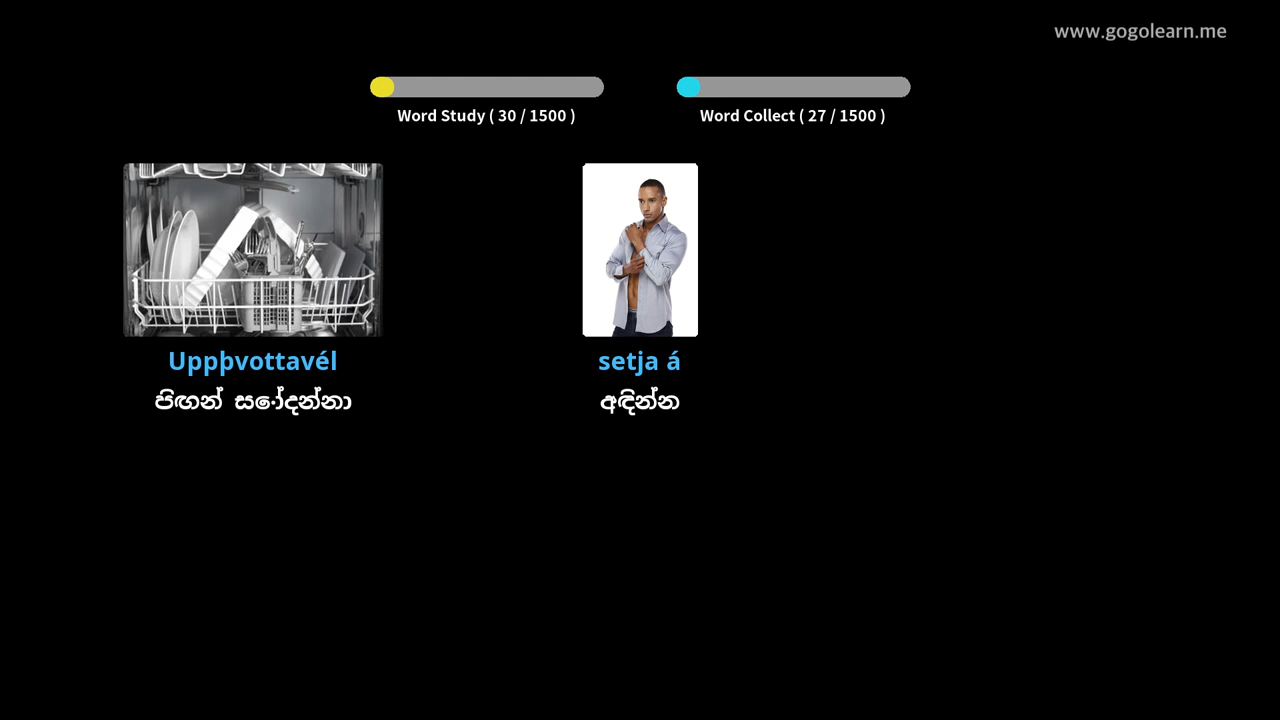 www.gogolearn.me
Word Study ( 30 / 1500 )
Word Collect ( 27 / 1500 )
Uppþvottavél
setja á
පිඟන් සෝදන්නා
අඳින්න